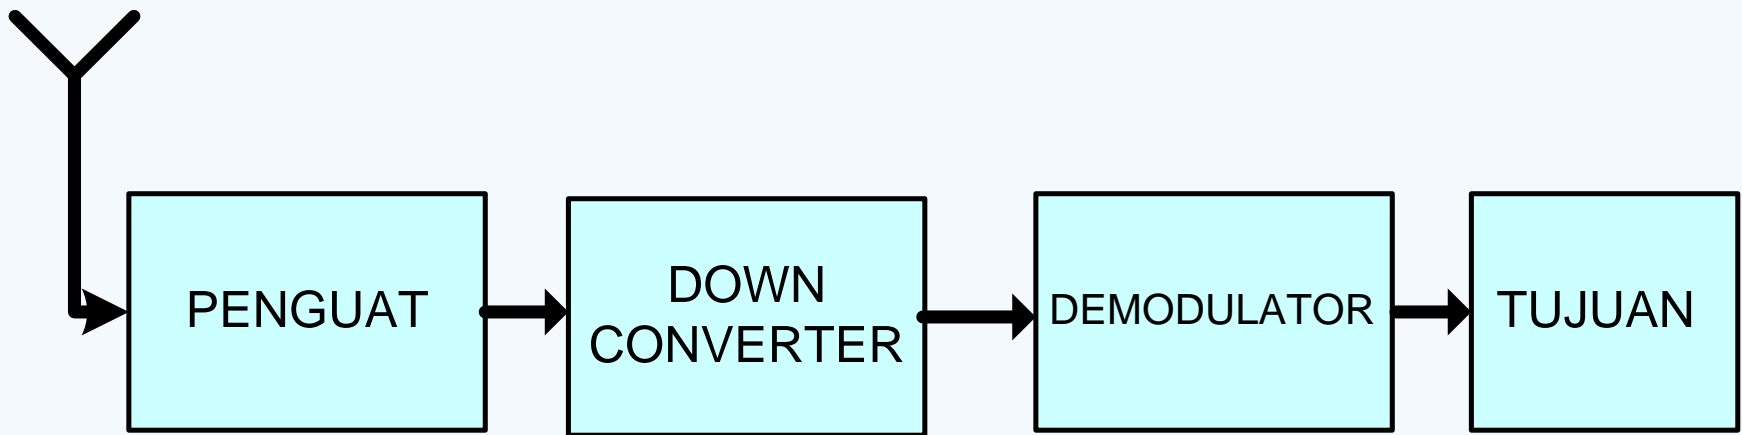 PENGUAT
DOWN
CONVERTER
DEMODULATOR
TUJUAN